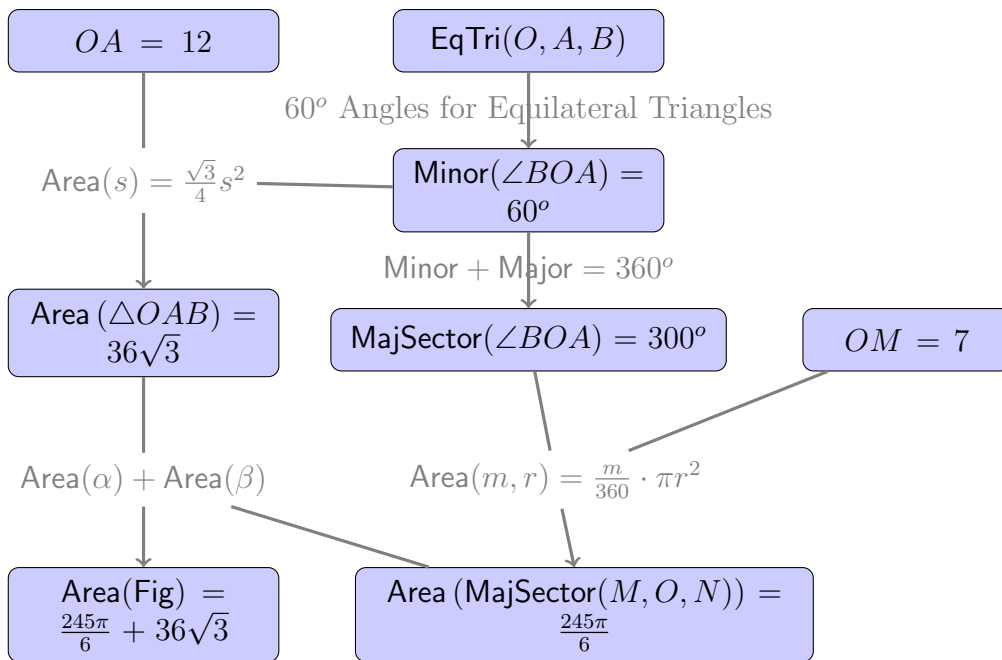 OA = 12
EqTri(O, A, B)
60° Angles for Equilateral Triangles
Area(s) = √3/4 s²
Minor(∠BOA) =
60°
Minor + Major = 360°
Area (△OAB) =
36√3
MajSector(∠BOA) = 300°
OM = 7
Area(α) + Area(β)
Area(m, r) = m/360 · πr²
Area(Fig) =
245π/6 + 36√3
Area (MajSector(M, O, N)) =
245π/6